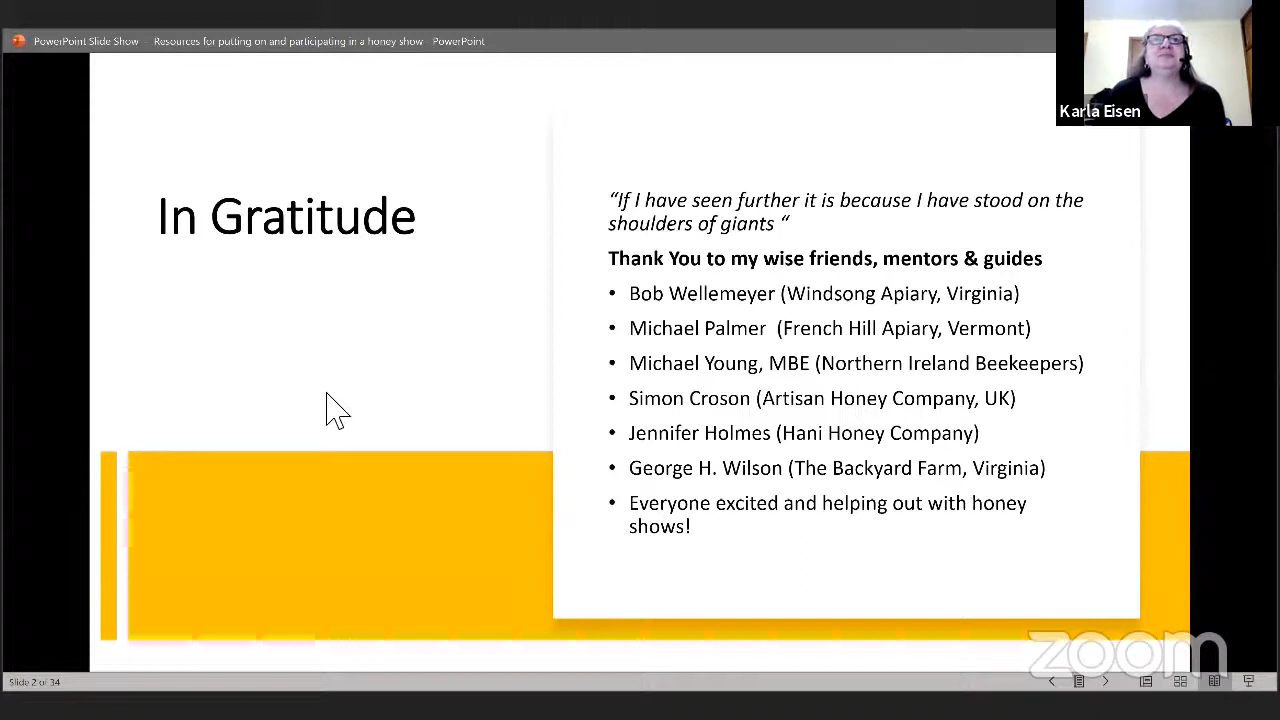 PowerPoint Slide Show - Resources for putting on and participating in a honey show - PowerPoint
Karla Eisen
In Gratitude
“If I have seen further it is because I have stood on the
shoulders of giants “
Thank You to my wise friends, mentors & guides
• Bob Wellemeyer (Windsong Apiary, Virginia)
• Michael Palmer (French Hill Apiary, Vermont)
• Michael Young, MBE (Northern Ireland Beekeepers)
• Simon Croson (Artisan Honey Company, UK)
• Jennifer Holmes (Hani Honey Company)
• George H. Wilson (The Backyard Farm, Virginia)
• Everyone excited and helping out with honey
shows!
zoom
Slide 2 of 34